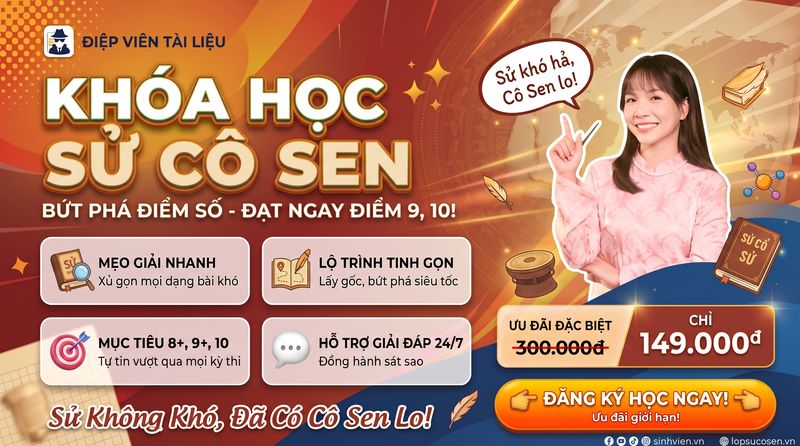 ĐIỆP VIÊN TÀI LIỆU
KHÓA HỌC
SỬ CÔ SEN
BỨT PHÁ ĐIỂM SỐ - ĐẠT NGAY ĐIỂM 9, 10!
Sử khó hả,
Cô Sen lo!
SỬ
MẸO GIẢI NHANH
Xử gọn mọi dạng bài khó
LỘ TRÌNH TINH GỌN
Lấy gốc, bứt phá siêu tốc
MỤC TIÊU 8+, 9+, 10
Tự tin vượt qua mọi kỳ thi
HỖ TRỢ GIẢI ĐÁP 24/7
Đồng hành sát sao
SỬ CỔ
SỬ
ƯU ĐÃI ĐẶC BIỆT
300.000đ
CHỈ
149.000đ
ĐĂNG KÝ HỌC NGAY!
Ưu đãi giới hạn!
Sử Không Khó, Đã Có Cô Sen Lo!
sinhvien.vn
lopsucosen.vn